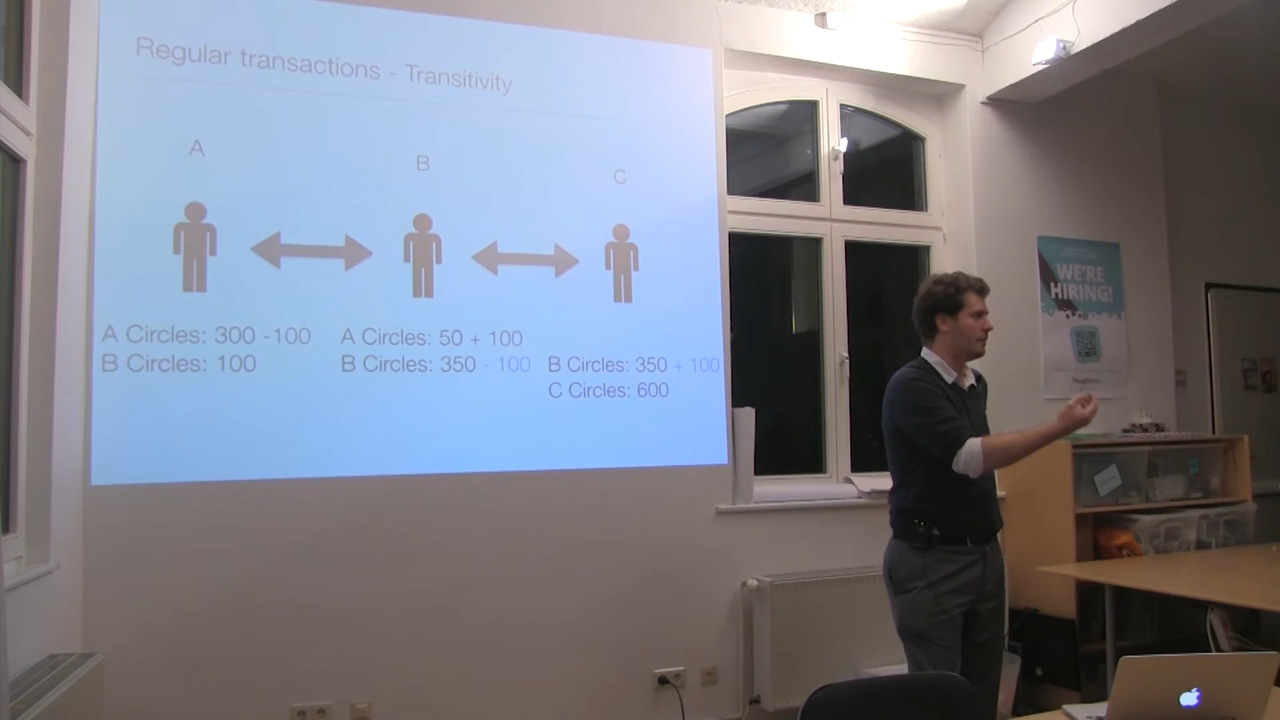 Regular transactions - Transitivity
A
B
C
A Circles: 300 -100
B Circles: 100
A Circles: 50 + 100
B Circles: 350 - 100
B Circles: 350 + 100
C Circles: 600
WE'RE
HIRING!